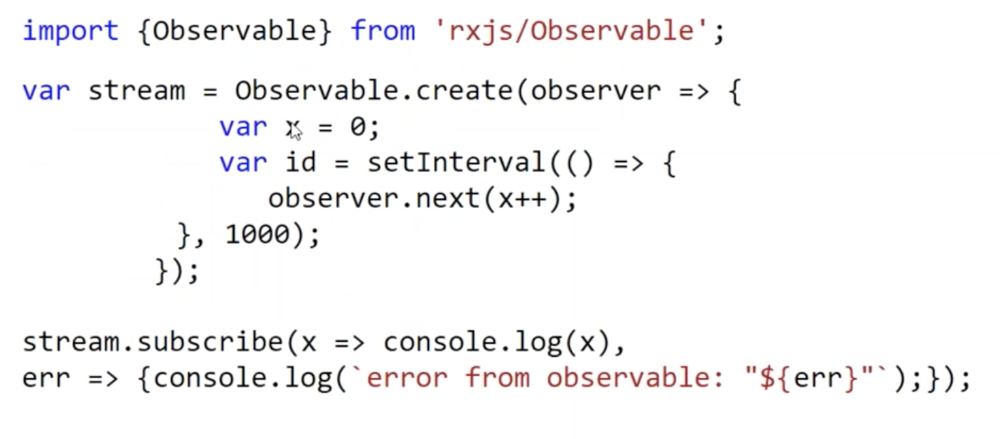 import {Observable} from 'rxjs/Observable';
var stream = Observable.create(observer => {
var x = 0;
var id = setInterval(() => {
observer.next(x++);
}, 1000);
});
stream.subscribe(x => console.log(x),
err => {console.log(`error from observable: "${err}"`);});